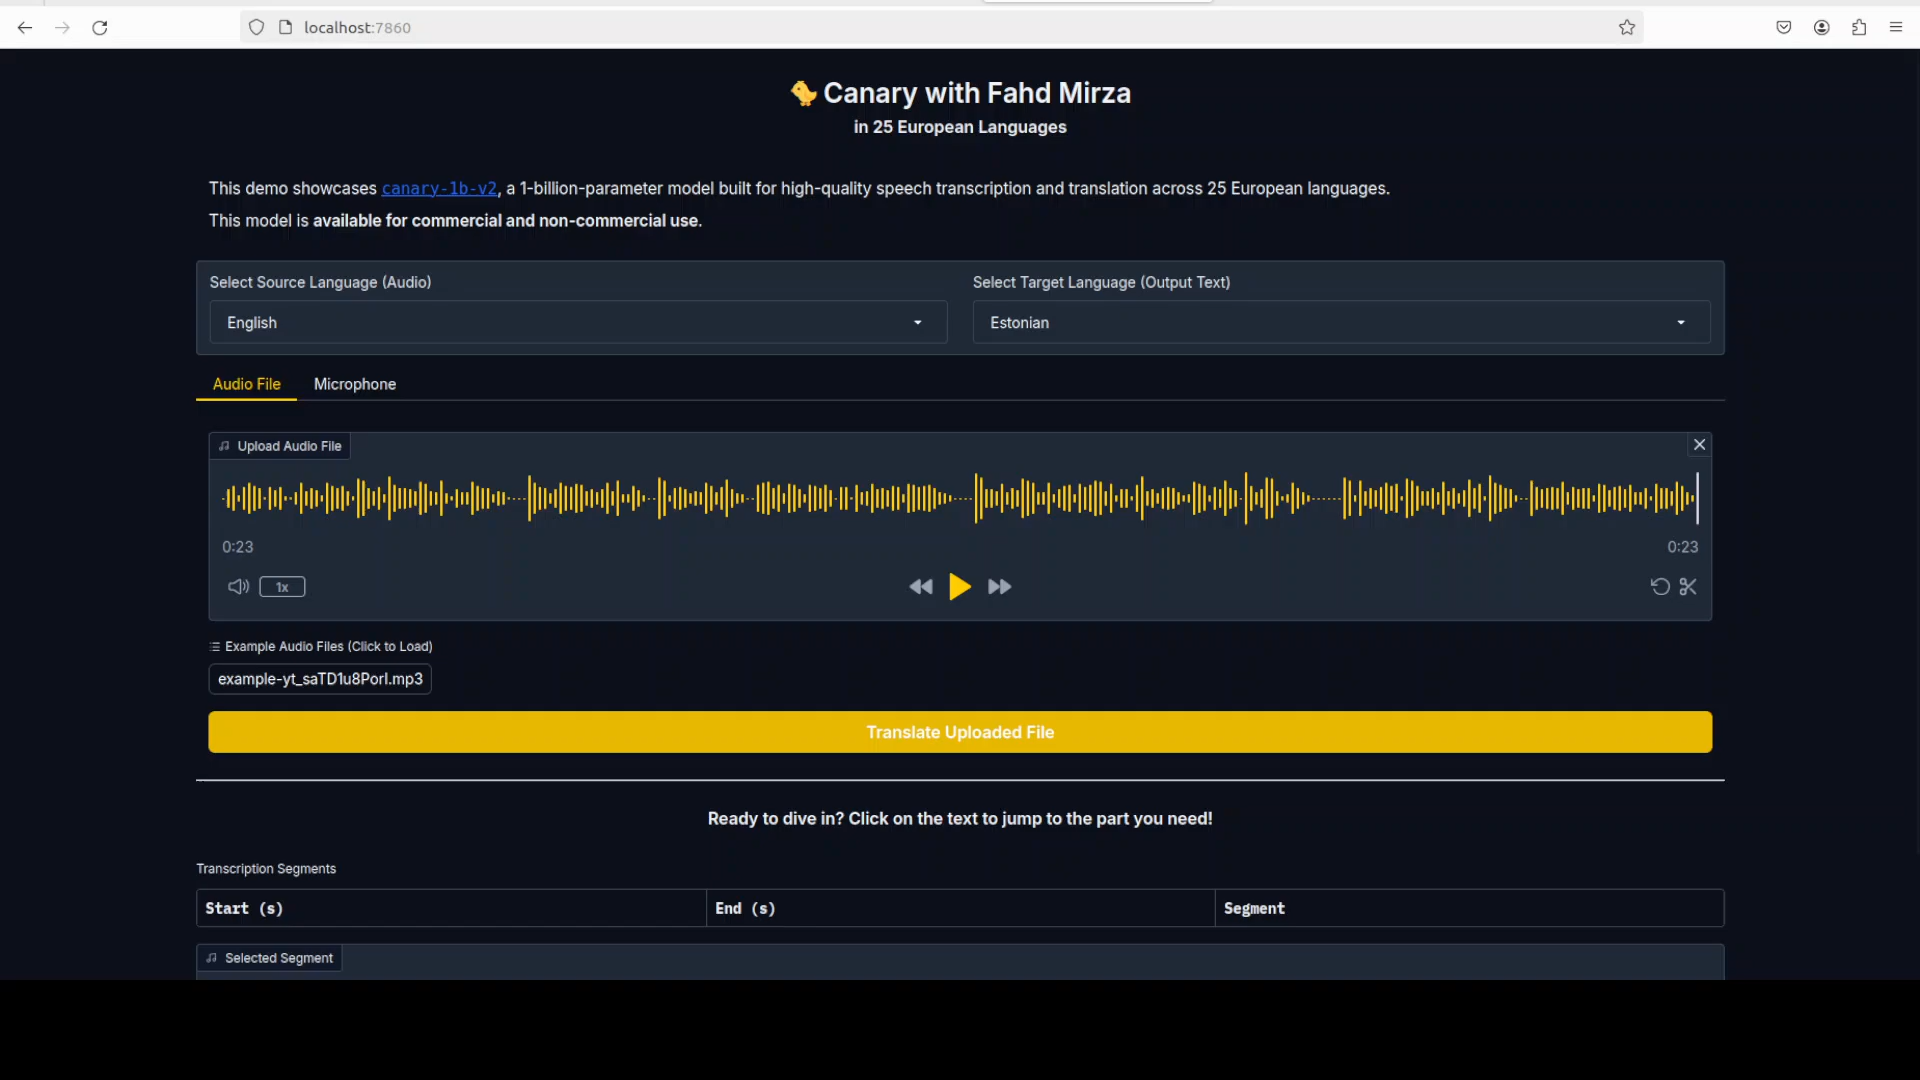 localhost:7860
Canary with Fahd Mirza
in 25 European Languages
This demo showcases canary-1b-v2, a 1-billion-parameter model built for high-quality speech transcription and translation across 25 European languages.
This model is available for commercial and non-commercial use.
Select Source Language (Audio)
Select Target Language (Output Text)
English
Estonian
Audio File
Microphone
Upload Audio File
0:23
0:23
1x
Example Audio Files (Click to Load)
example-yt_saTD1u8PorI.mp3
Translate Uploaded File
Ready to dive in? Click on the text to jump to the part you need!
Transcription Segments
Start (s)
End (s)
Segment
Selected Segment